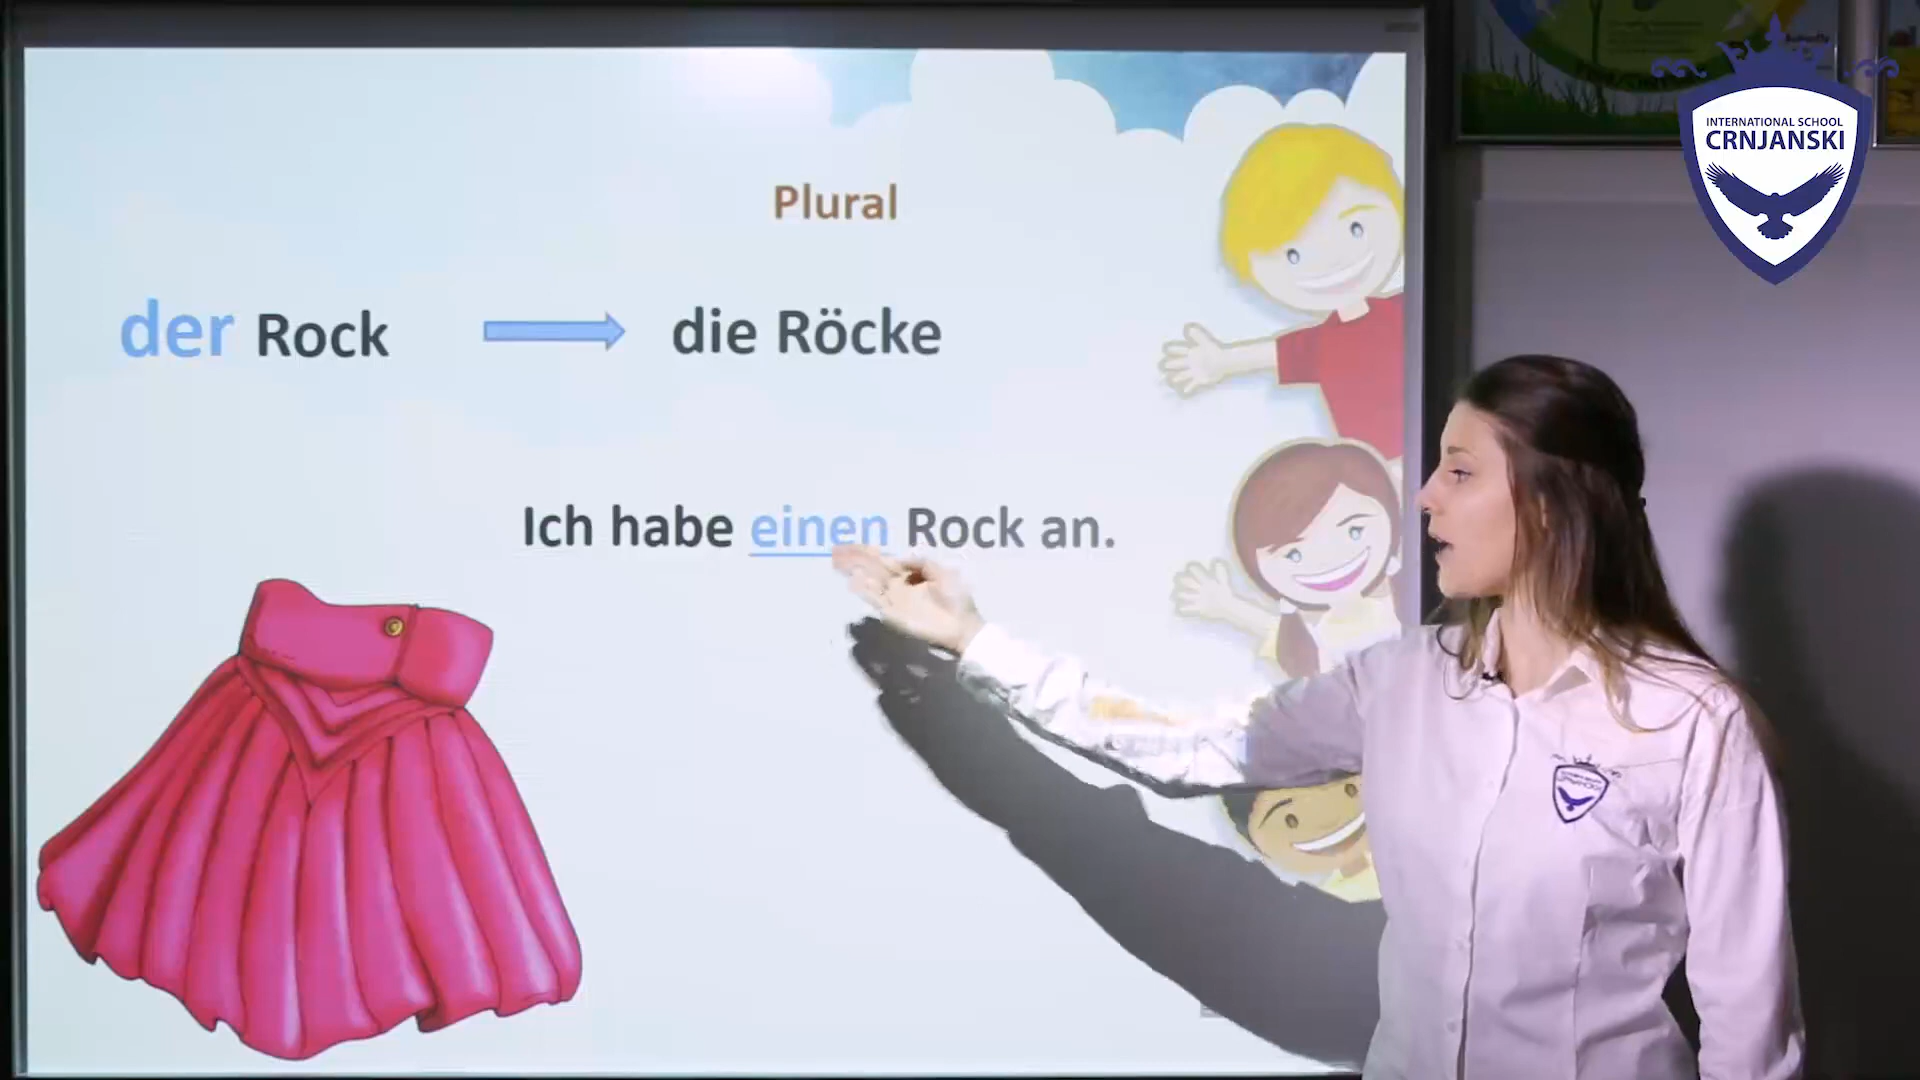 Plural
der Rock die Röcke
Ich habe einen Rock an.
INTERNATIONAL SCHOOL
CRNJANSKI